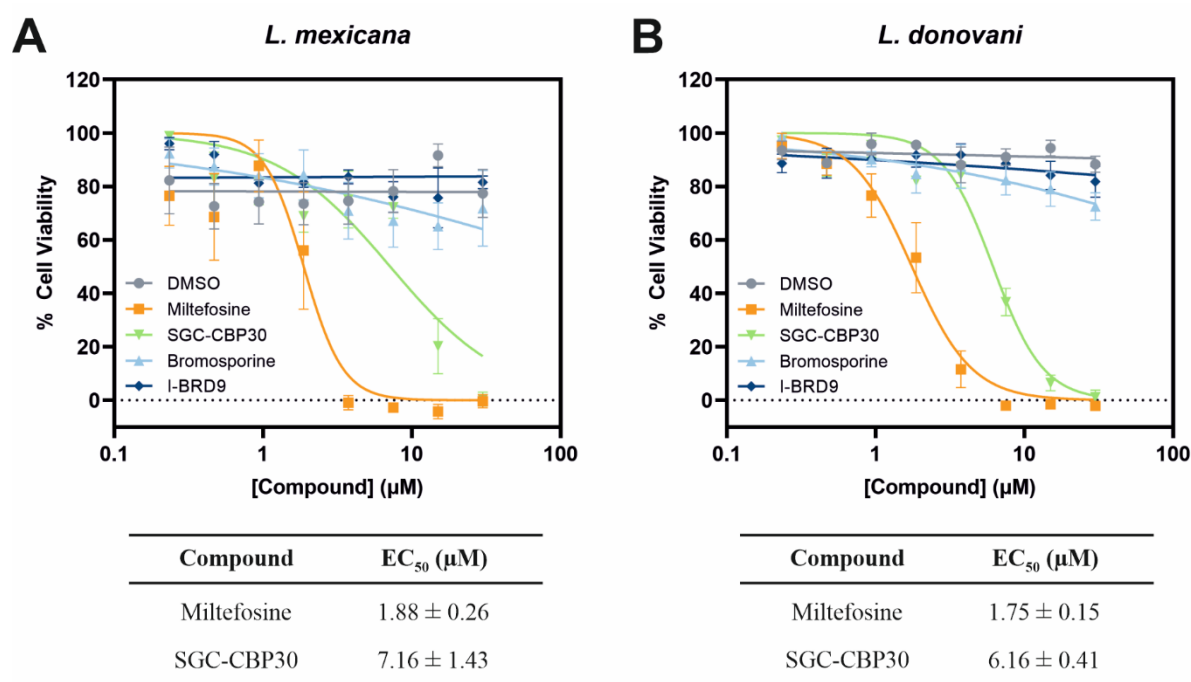 A
L. mexicana
120
100
80
60
40
20
0
% Cell Viability
DMSO
Miltefosine
SGC-CBP30
Bromosporine
I-BRD9
0.1
1
10
100
[Compound] (µM)
Compound EC₅₀ (µM)
Miltefosine 1.88 ± 0.26
SGC-CBP30 7.16 ± 1.43
B
L. donovani
120
100
80
60
40
20
0
% Cell Viability
DMSO
Miltefosine
SGC-CBP30
Bromosporine
I-BRD9
0.1
1
10
100
[Compound] (µM)
Compound EC₅₀ (µM)
Miltefosine 1.75 ± 0.15
SGC-CBP30 6.16 ± 0.41